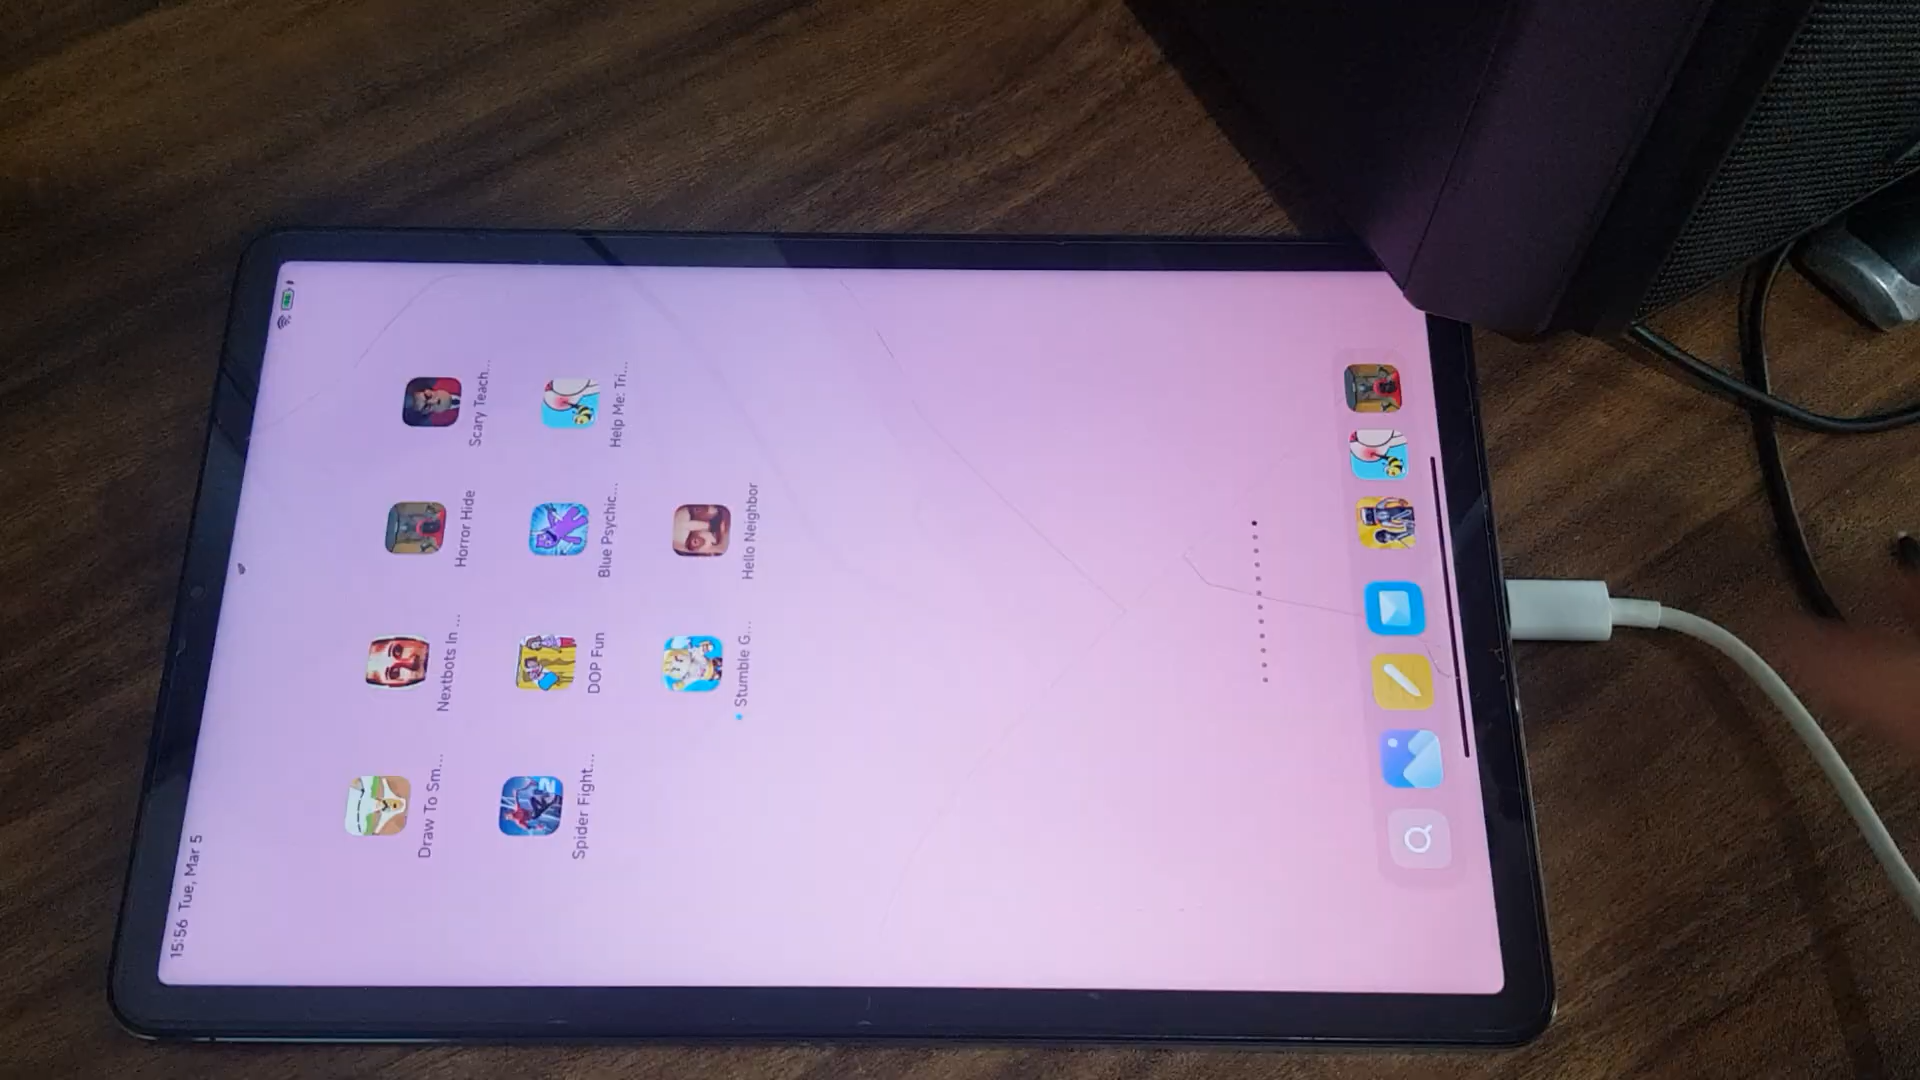 15:56 Tue, Mar 5
Draw To Sm...
Nextbots In ...
Horror Hide
Scary Teach...
Spider Fight...
DOP Fun
Blue Psychic...
Help Me: Tri...
Stumble G...
Hello Neighbor